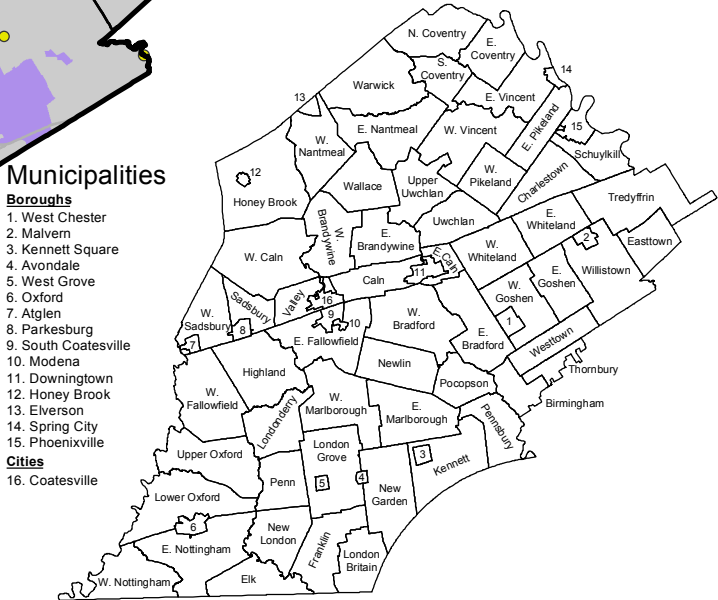 Municipalities
Boroughs
1. West Chester
2. Malvern
3. Kennett Square
4. Avondale
5. West Grove
6. Oxford
7. Atglen
8. Parkesburg
9. South Coatesville
10. Modena
11. Downingtown
12. Honey Brook
13. Elverson
14. Spring City
15. Phoenixville
Cities
16. Coatesville
N. Coventry
E.
Coventry
S.
Coventry
14
Warwick
13
E. Vincent
E. Pikeland
15
W.
Nantmeal
E. Nantmeal
W. Vincent
Schuylkill
12
Honey Brook
Wallace
Upper
Uwchlan
W.
Pikeland
Charlestown
Tredyffrin
W.
Brandywine
E.
Brandywine
Uwchlan
E.
Whiteland
2
Easttown
W. Caln
E. Caln
W.
Whiteland
Caln
11
Willistown
W.
Sadsbury
Sadsbury
Valley
16
W.
Goshen
E.
Goshen
7
8
9
10
E. Fallowfield
W.
Bradford
E.
Bradford
1
Westtown
Thornbury
Highland
Newlin
Pocopson
Birmingham
W.
Fallowfield
Londonderry
W.
Marlborough
E.
Marlborough
Pennsbury
Upper Oxford
London
Grove
3
Kennett
Penn
5
4
New
Garden
Lower Oxford
6
E. Nottingham
New
London
Franklin
London
Britain
W. Nottingham
Elk